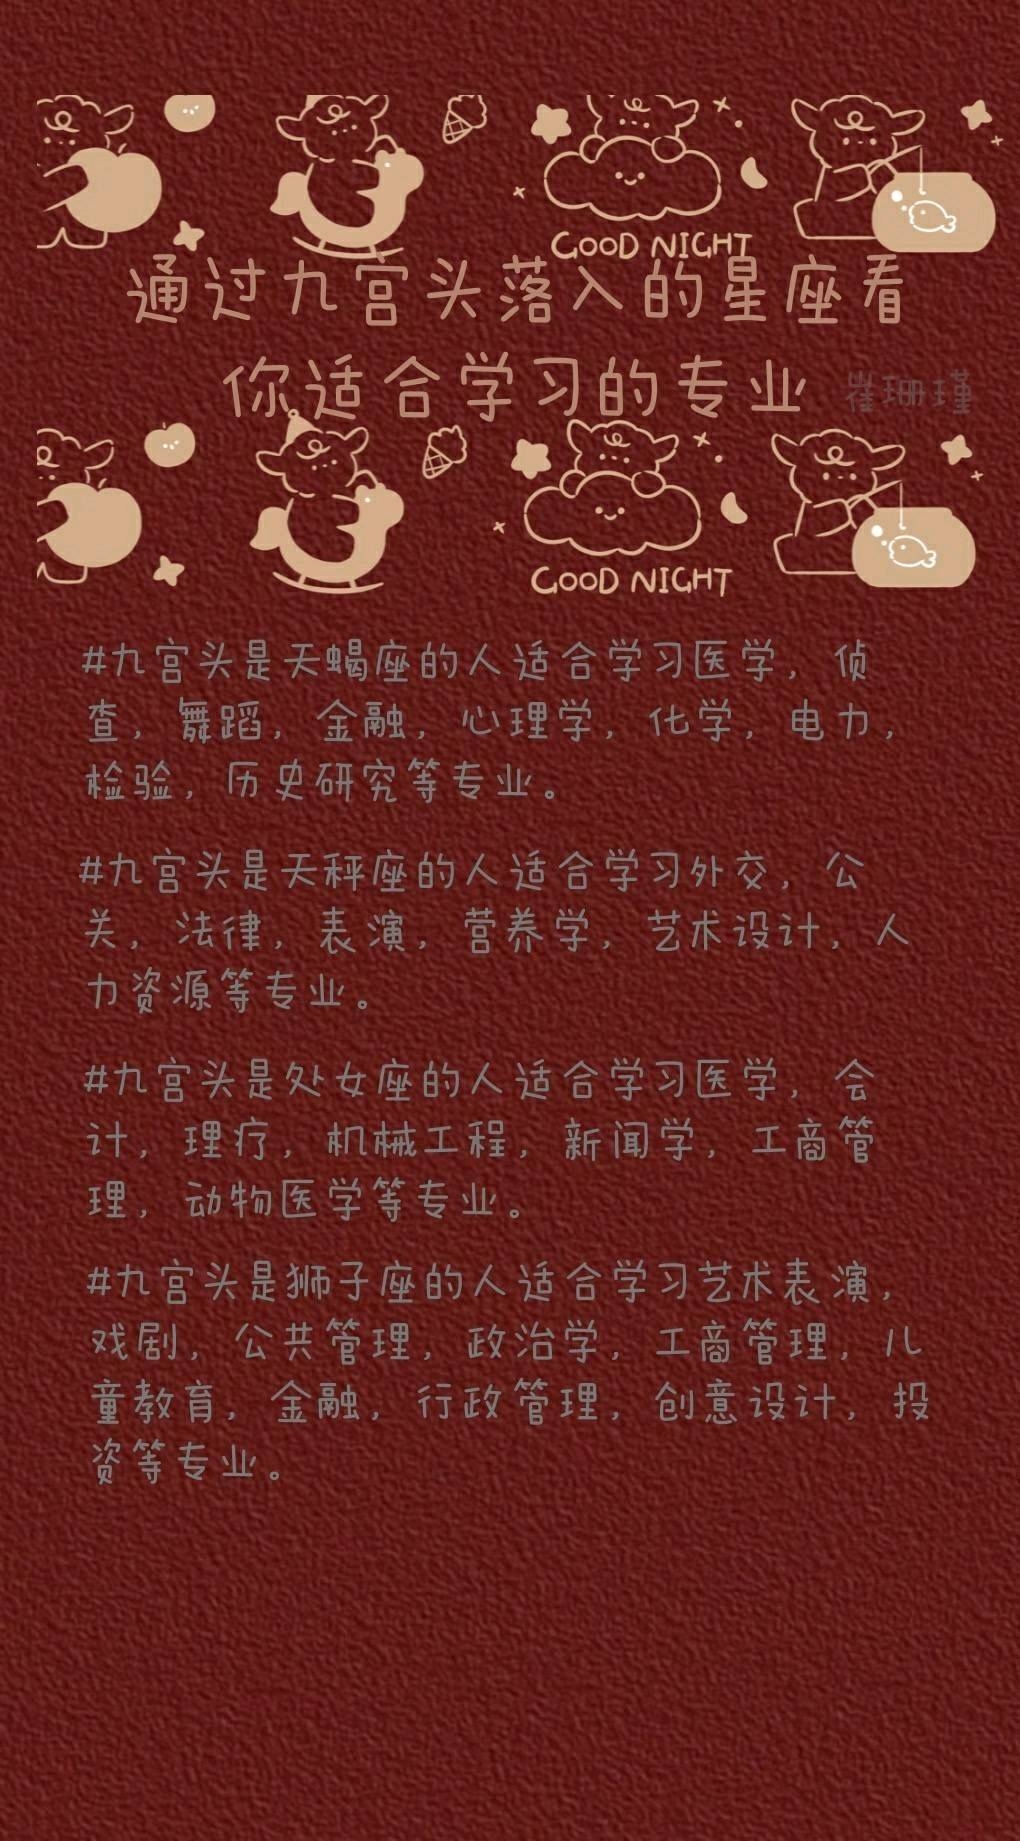 GOOD NIGHT
通过九宫头落入的星座看
你适合学习的专业 崔珊瑾
GOOD NIGHT
#九宫头是天蝎座的人适合学习医学，侦
查，舞蹈，金融，心理学，化学，电力，
检验，历史研究等专业。
#九宫头是天秤座的人适合学习外交，公
关，法律，表演，营养学，艺术设计，人
力资源等专业。
#九宫头是处女座的人适合学习医学，会
计，理疗，机械工程，新闻学，工商管
理，动物医学等专业。
#九宫头是狮子座的人适合学习艺术表演，
戏剧，公共管理，政治学，工商管理，儿
童教育，金融，行政管理，创意设计，投
资等专业。